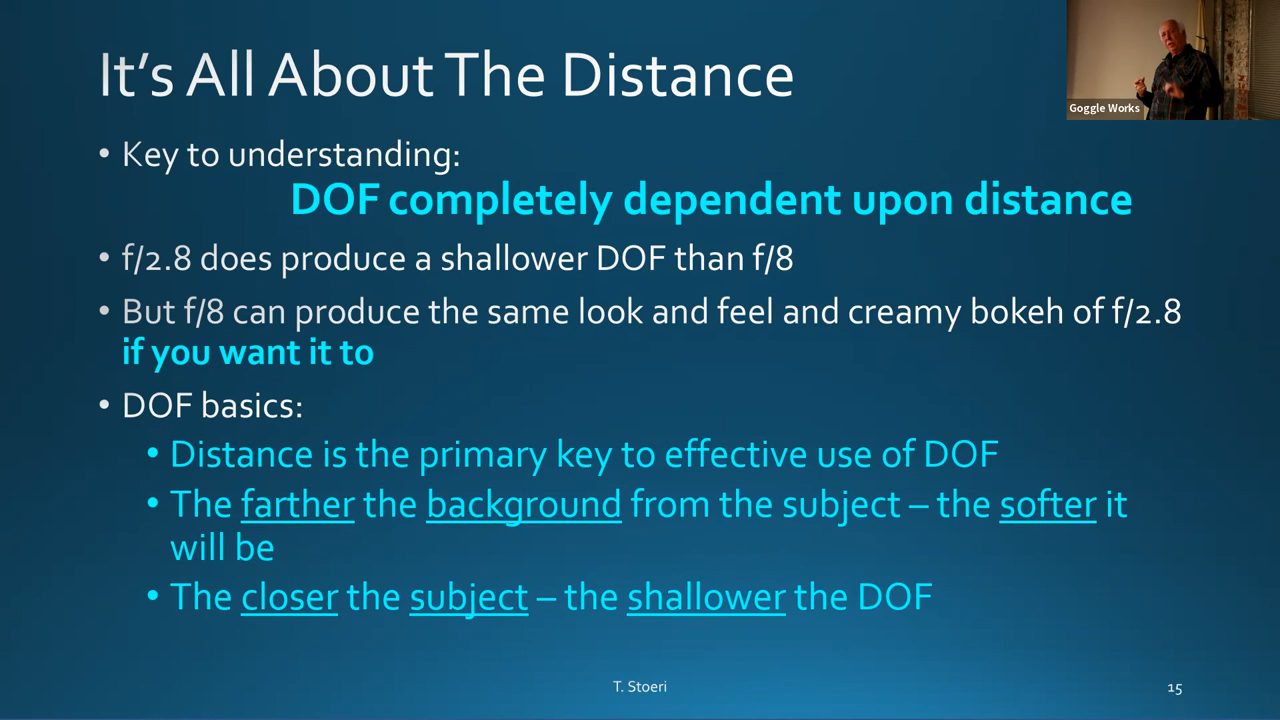 It's All About The Distance
Goggle Works
• Key to understanding:
DOF completely dependent upon distance
• f/2.8 does produce a shallower DOF than f/8
• But f/8 can produce the same look and feel and creamy bokeh of f/2.8
if you want it to
• DOF basics:
• Distance is the primary key to effective use of DOF
• The farther the background from the subject – the softer it
will be
• The closer the subject – the shallower the DOF
T. Stoeri
15